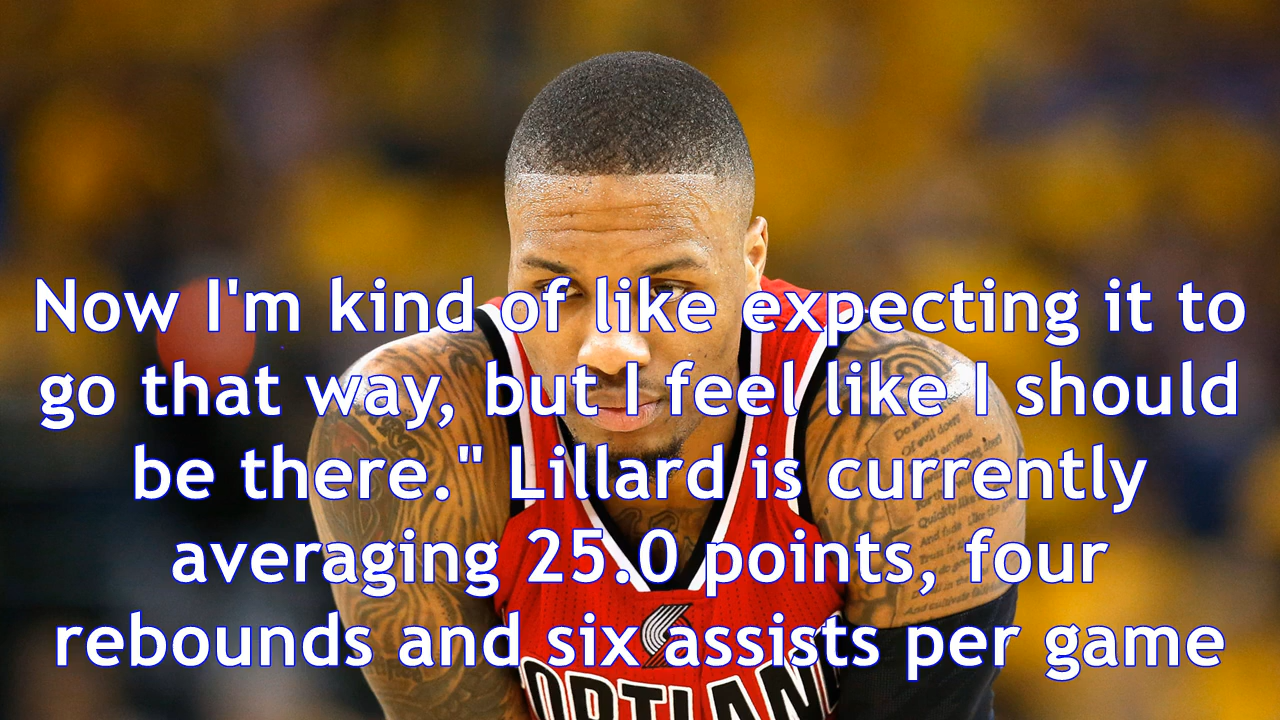 Now I'm kind of like expecting it to
go that way, but I feel like I should
be there." Lillard is currently
averaging 25.0 points, four
rebounds and six assists per game
PORTLAND